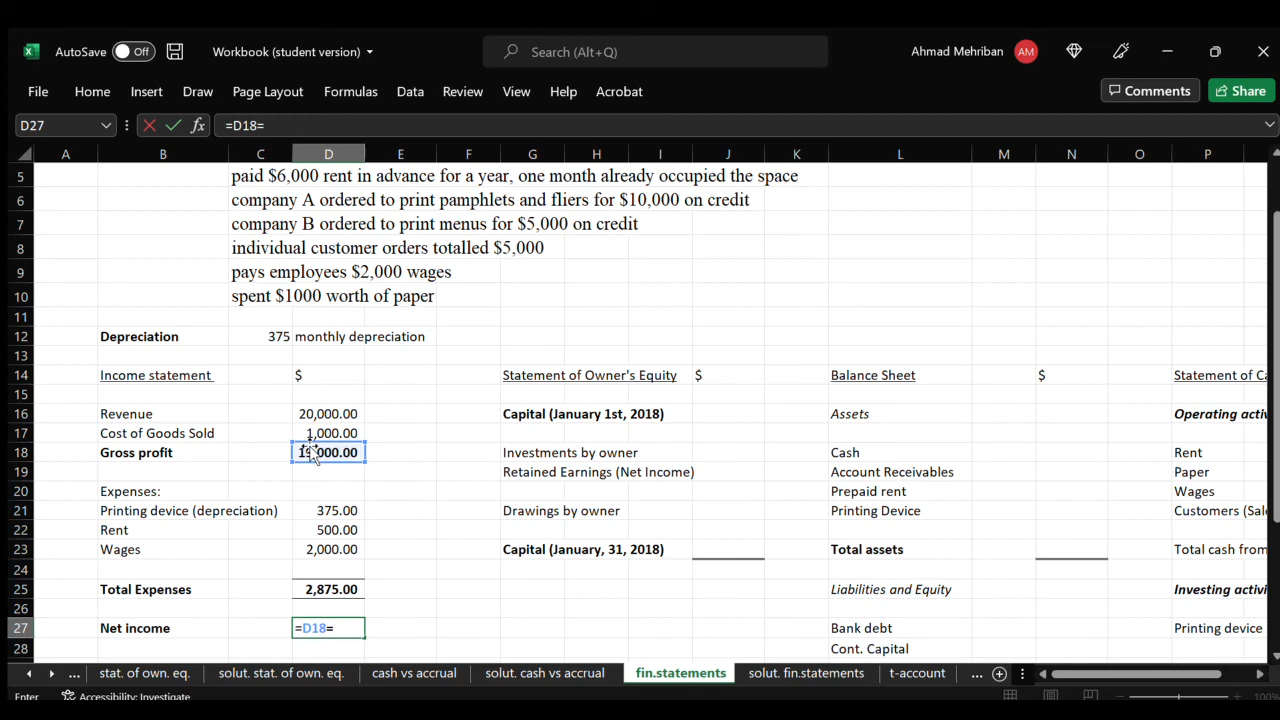 AutoSave Off Workbook (student version) Search (Alt+Q) Ahmad Mehriban AM
File Home Insert Draw Page Layout Formulas Data Review View Help Acrobat Comments Share
D27 fx =D18=
A B C D E F G H I J K L M N O P
5 paid $6,000 rent in advance for a year, one month already occupied the space
6 company A ordered to print pamphlets and fliers for $10,000 on credit
7 company B ordered to print menus for $5,000 on credit
8 individual customer orders totalled $5,000
9 pays employees $2,000 wages
10 spent $1000 worth of paper
11
12 Depreciation 375 monthly depreciation
13
14 Income statement $ Statement of Owner's Equity $ Balance Sheet $ Statement of Ca
15
16 Revenue 20,000.00 Capital (January 1st, 2018) Assets Operating activ
17 Cost of Goods Sold 1,000.00
18 Gross profit 19,000.00 Investments by owner Cash Rent
19 Retained Earnings (Net Income) Account Receivables Paper
20 Expenses: Prepaid rent Wages
21 Printing device (depreciation) 375.00 Drawings by owner Printing Device Customers (Sal
22 Rent 500.00
23 Wages 2,000.00 Capital (January, 31, 2018) Total assets Total cash from
24
25 Total Expenses 2,875.00 Liabilities and Equity Investing activi
26
27 Net income =D18= Bank debt Printing device
28 Cont. Capital
... stat. of own. eq. solut. stat. of own. eq. cash vs accrual solut. cash vs accrual fin.statements solut. fin.statements t-account ...
Enter Accessibility: Investigate 100%